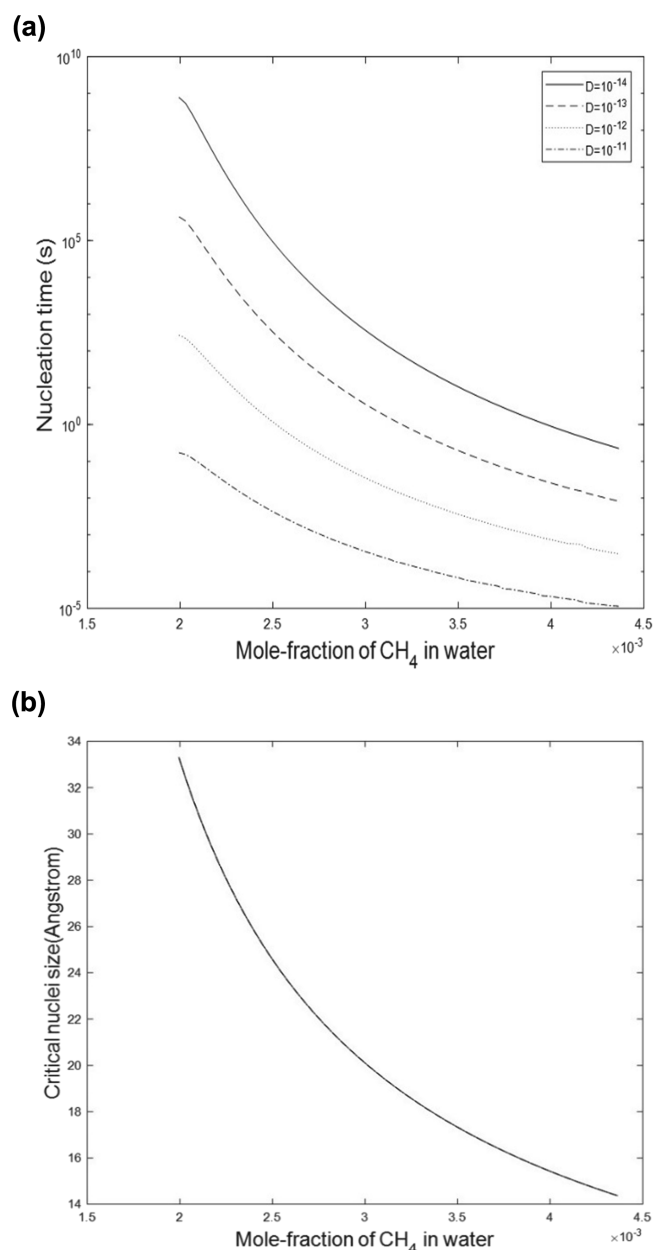 (a)
10^10
10^5
10^0
10^-5
Nucleation time (s)
D=10^-14
D=10^-13
D=10^-12
D=10^-11
1.5 2 2.5 3 3.5 4 4.5
Mole-fraction of CH4 in water ×10^-3
(b)
34
32
30
28
26
24
22
20
18
16
14
Critical nuclei size(Angstrom)
1.5 2 2.5 3 3.5 4 4.5
Mole-fraction of CH4 in water ×10^-3